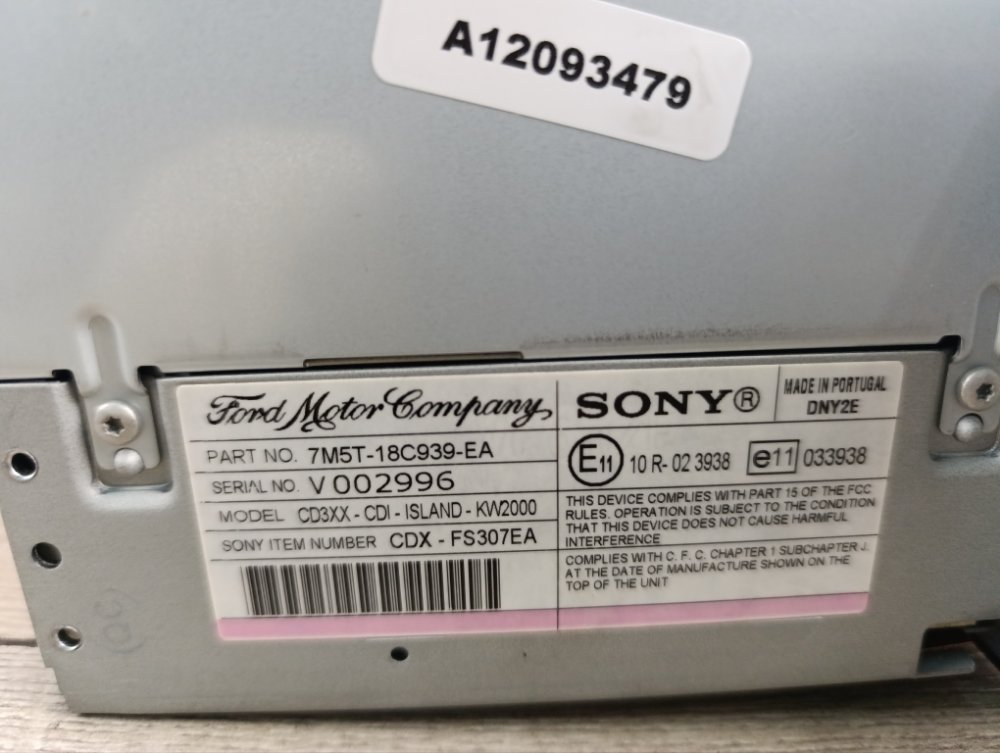 A12093479
Ford Motor Company
PART NO. 7M5T-18C939-EA
SERIAL NO. V002996
MODEL CD3XX - CDI - ISLAND - KW2000
SONY ITEM NUMBER CDX - FS307EA
SONY®
MADE IN PORTUGAL
DNY2E
E11 10 R- 02 3938 e11 033938
THIS DEVICE COMPLIES WITH PART 15 OF THE FCC
RULES. OPERATION IS SUBJECT TO THE CONDITION
THAT THIS DEVICE DOES NOT CAUSE HARMFUL
INTERFERENCE
COMPLIES WITH C. F. C. CHAPTER 1 SUBCHAPTER J.
AT THE DATE OF MANUFACTURE SHOWN ON THE
TOP OF THE UNIT